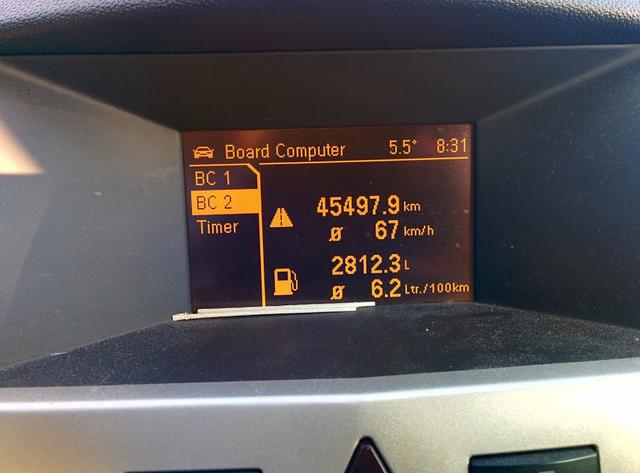 Board Computer 5.5° 8:31
BC 1
BC 2
Timer
45497.9 km
ø 67 km/h
2812.3 L
ø 6.2 Ltr./100km